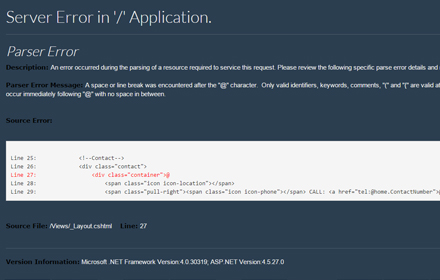 Server Error in '/' Application.
Parser Error
Description: An error occurred during the parsing of a resource required to service this request. Please review the following specific parse error details and
Parser Error Message: A space or line break was encountered after the "@" character.  Only valid identifiers, keywords, comments, "(" and "{" are valid at
occur immediately following "@" with no space in between.
Source Error:
Line 25:            <!--Contact-->
Line 26:            <div class="contact">
Line 27:                <div class="container">@
Line 28:                    <span class="icon icon-location"></span>
Line 29:                    <span class="pull-right"><span class="icon icon-phone"></span> CALL: <a href="tel:@home.ContactNumber">
Source File: /Views/_Layout.cshtml    Line: 27
Version Information: Microsoft .NET Framework Version:4.0.30319; ASP.NET Version:4.5.27.0